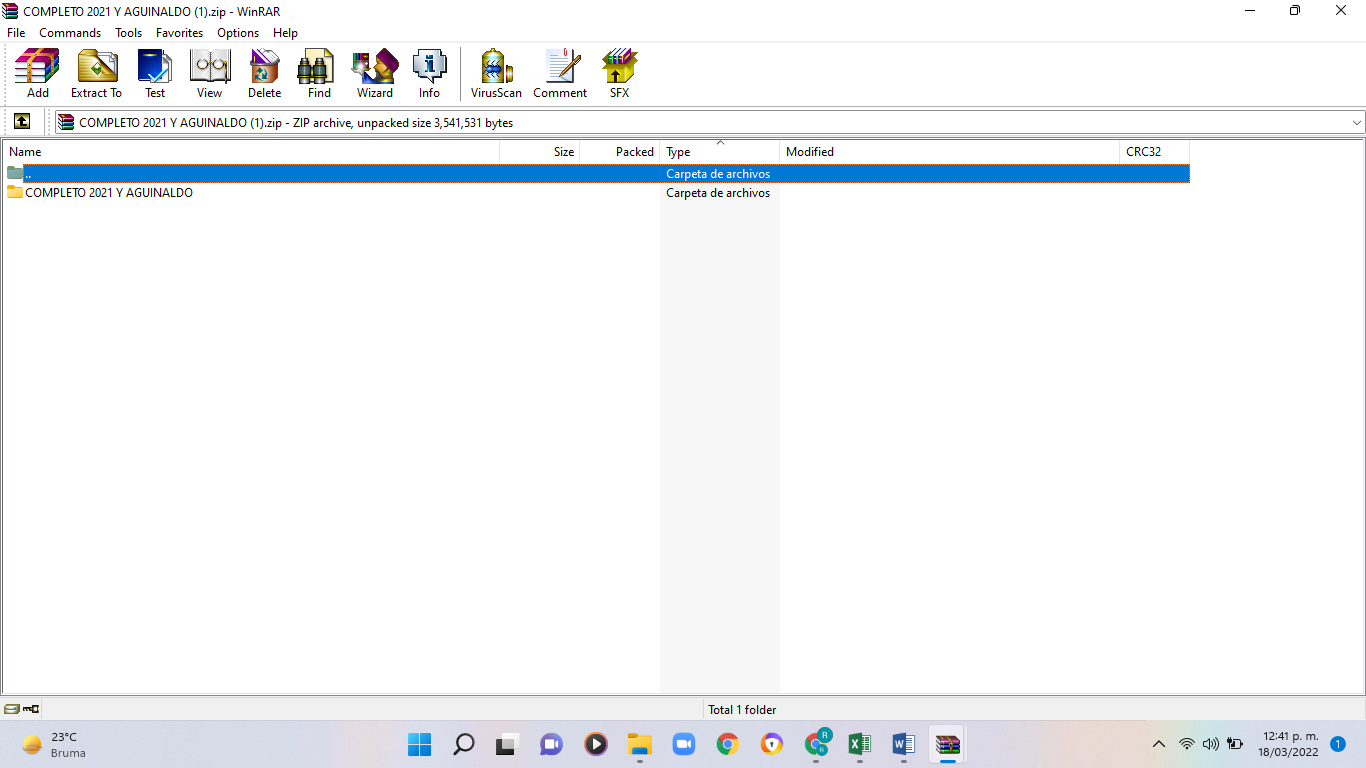 COMPLETO 2021 Y AGUINALDO (1).zip - WinRAR
File Commands Tools Favorites Options Help
Add Extract To Test View Delete Find Wizard Info VirusScan Comment SFX
COMPLETO 2021 Y AGUINALDO (1).zip - ZIP archive, unpacked size 3,541,531 bytes
Name Size Packed Type Modified CRC32
.. Carpeta de archivos
COMPLETO 2021 Y AGUINALDO Carpeta de archivos
Total 1 folder
23°C
Bruma
R
R
12:41 p. m.
18/03/2022
1